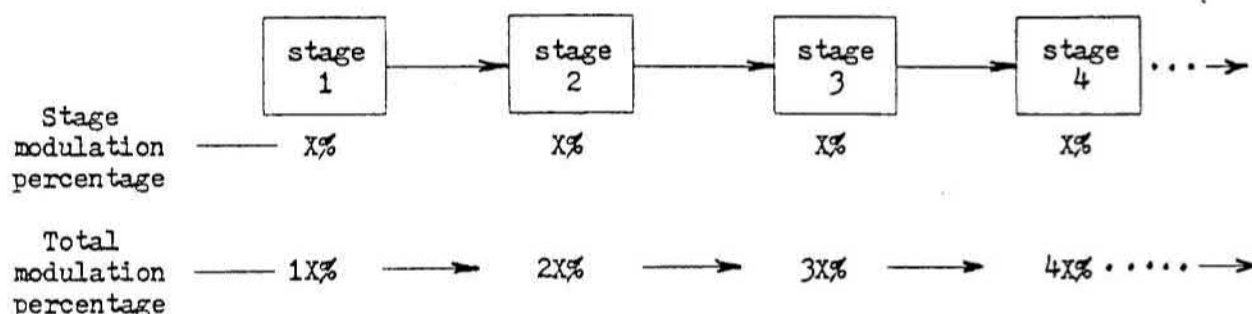 stage stage stage stage
1 2 3 4 ....
Stage
modulation X% X% X% X%
percentage
Total
modulation 1X% 2X% 3X% 4X% .....
percentage